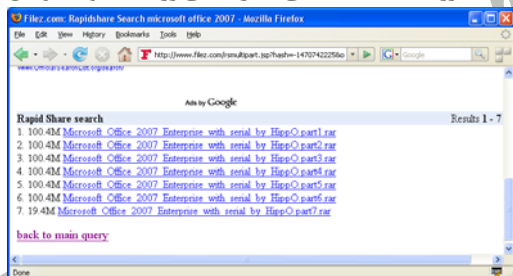 Filez.com: Rapidshare Search microsoft office 2007 - Mozilla Firefox
File Edit View History Bookmarks Tools Help
http://www.filez.com/rsmultipart.jsp?hash=-1470742225&o
Google
Ads by Google
Rapid Share search Results 1 - 7
1. 100.4M Microsoft Office 2007 Enterprise with serial by HippO.part1.rar
2. 100.4M Microsoft Office 2007 Enterprise with serial by HippO.part2.rar
3. 100.4M Microsoft Office 2007 Enterprise with serial by HippO.part3.rar
4. 100.4M Microsoft Office 2007 Enterprise with serial by HippO.part4.rar
5. 100.4M Microsoft Office 2007 Enterprise with serial by HippO.part5.rar
6. 100.4M Microsoft Office 2007 Enterprise with serial by HippO.part6.rar
7. 19.4M Microsoft Office 2007 Enterprise with serial by HippO.part7.rar
back to main query
Done